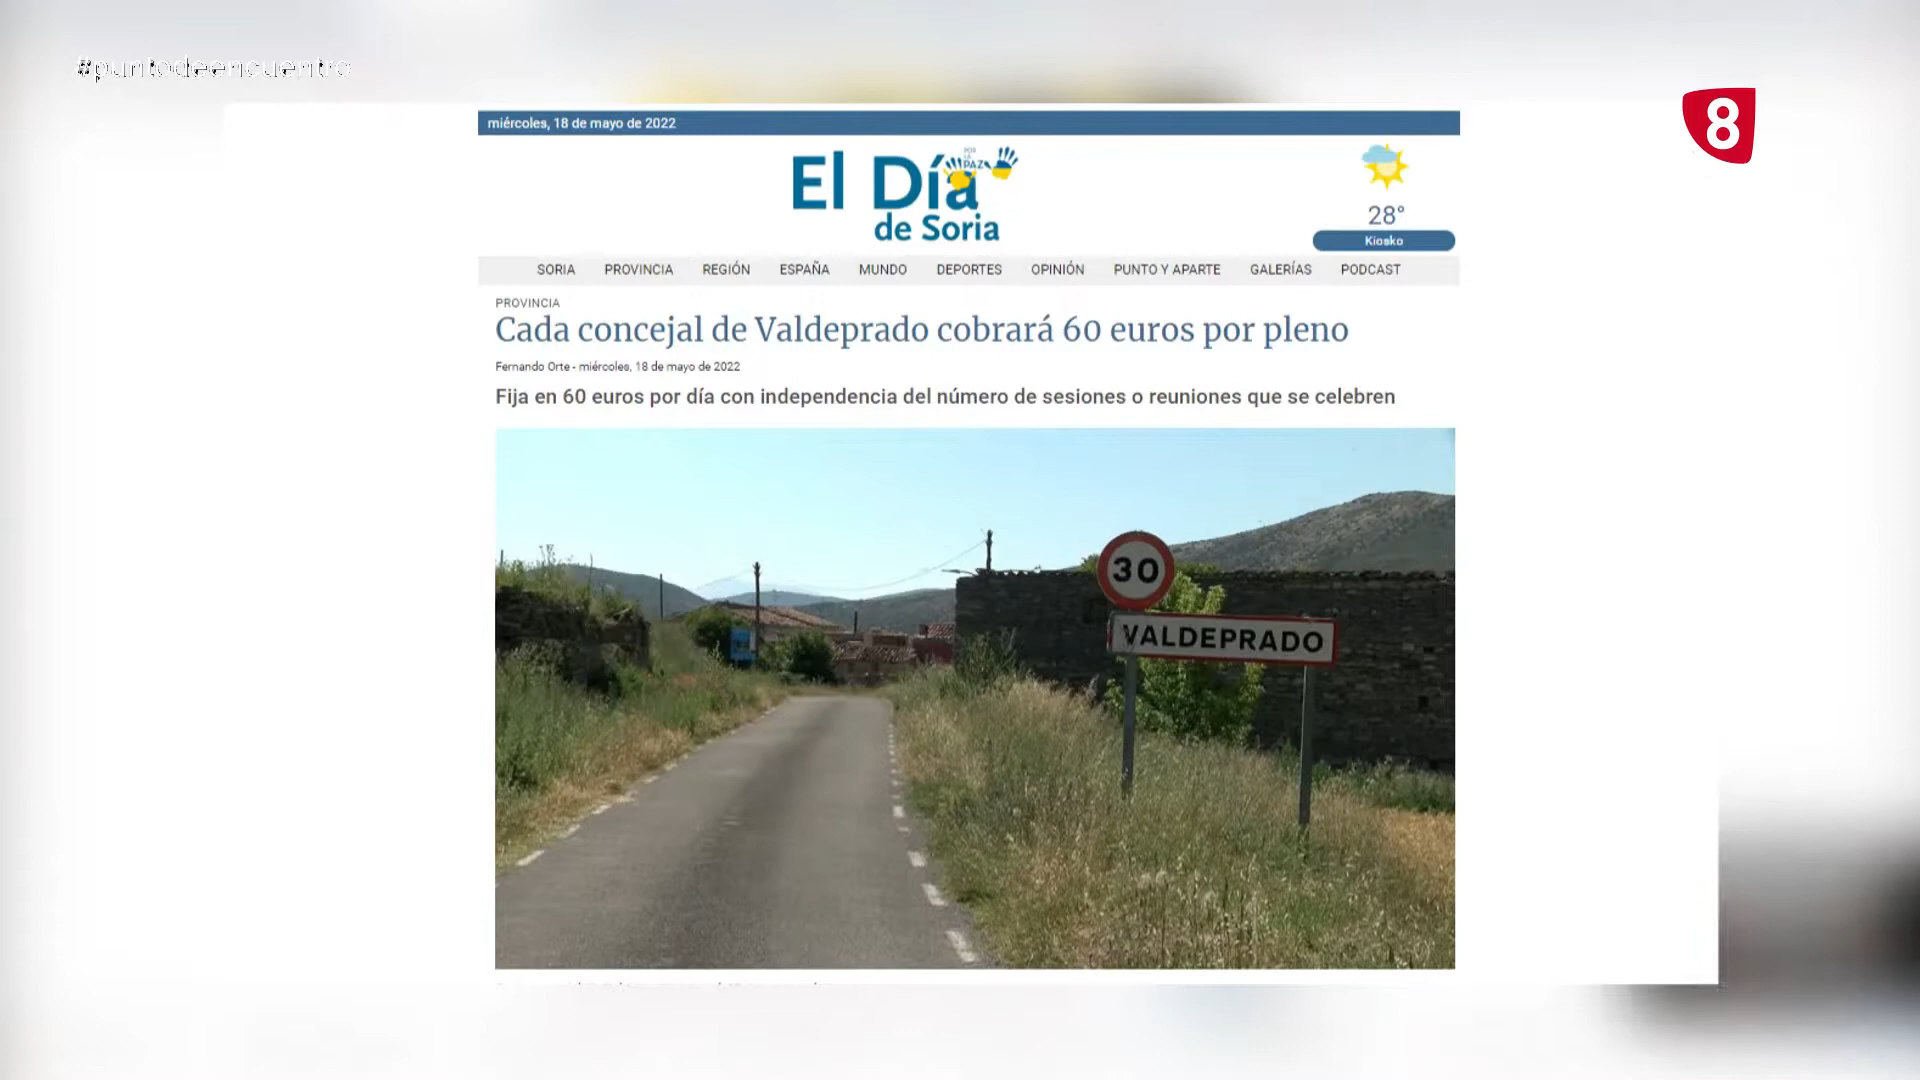 #puntodeencuentro
8
miércoles, 18 de mayo de 2022
El Día
POR LA PAZ
de Soria
28°
Kiosko
SORIA PROVINCIA REGIÓN ESPAÑA MUNDO DEPORTES OPINIÓN PUNTO Y APARTE GALERÍAS PODCAST
PROVINCIA
Cada concejal de Valdeprado cobrará 60 euros por pleno
Fernando Orte - miércoles, 18 de mayo de 2022
Fija en 60 euros por día con independencia del número de sesiones o reuniones que se celebren
30
VALDEPRADO